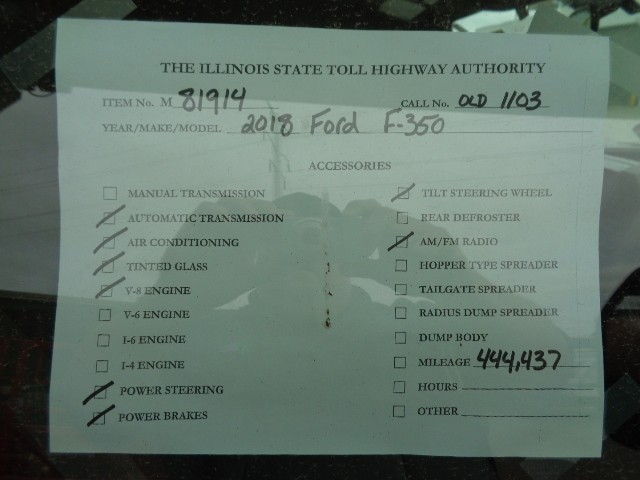 THE ILLINOIS STATE TOLL HIGHWAY AUTHORITY
ITEM No. M 81914 CALL No. OLD 1103
YEAR/MAKE/MODEL 2018 Ford F-350
ACCESSORIES
MANUAL TRANSMISSION
AUTOMATIC TRANSMISSION
AIR CONDITIONING
TINTED GLASS
V-8 ENGINE
V-6 ENGINE
I-6 ENGINE
I-4 ENGINE
POWER STEERING
POWER BRAKES
TILT STEERING WHEEL
REAR DEFROSTER
AM/FM RADIO
HOPPER TYPE SPREADER
TAILGATE SPREADER
RADIUS DUMP SPREADER
DUMP BODY
MILEAGE 444,437
HOURS
OTHER